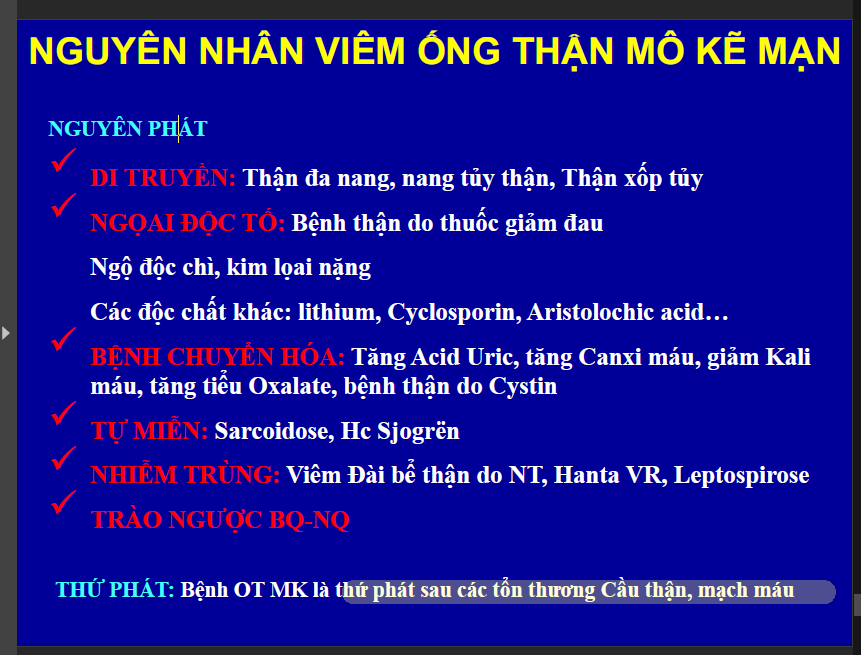 NGUYÊN NHÂN VIÊM ỐNG THẬN MÔ KẼ MẠN
NGUYÊN PHÁT
DI TRUYỀN: Thận đa nang, nang tủy thận, Thận xốp tủy
NGỌAI ĐỘC TỐ: Bệnh thận do thuốc giảm đau
Ngộ độc chì, kim lọai nặng
Các độc chất khác: lithium, Cyclosporin, Aristolochic acid…
BỆNH CHUYỂN HÓA: Tăng Acid Uric, tăng Canxi máu, giảm Kali
máu, tăng tiểu Oxalate, bệnh thận do Cystin
TỰ MIỄN: Sarcoidose, Hc Sjogrën
NHIỄM TRÙNG: Viêm Đài bể thận do NT, Hanta VR, Leptospirose
TRÀO NGƯỢC BQ-NQ
THỨ PHÁT: Bệnh OT MK là thứ phát sau các tổn thương Cầu thận, mạch máu